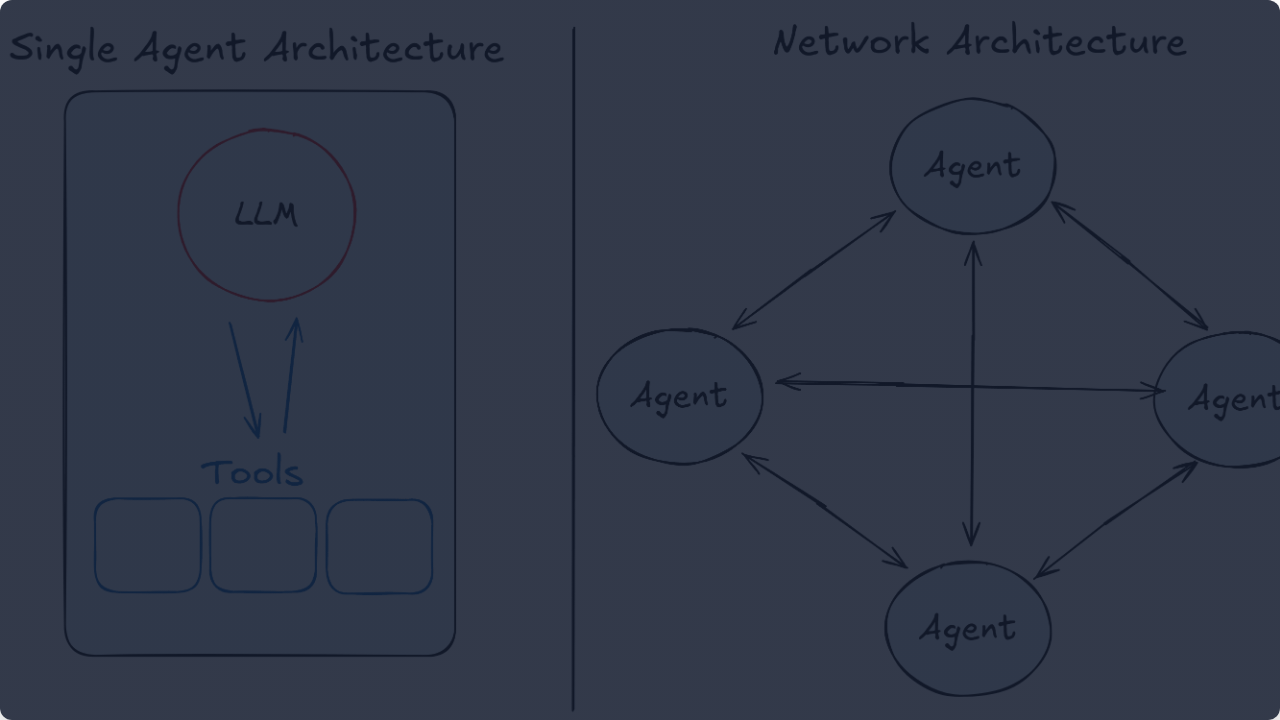 Single Agent Architecture
LLM
Tools
Network Architecture
Agent
Agent
Agent
Agent